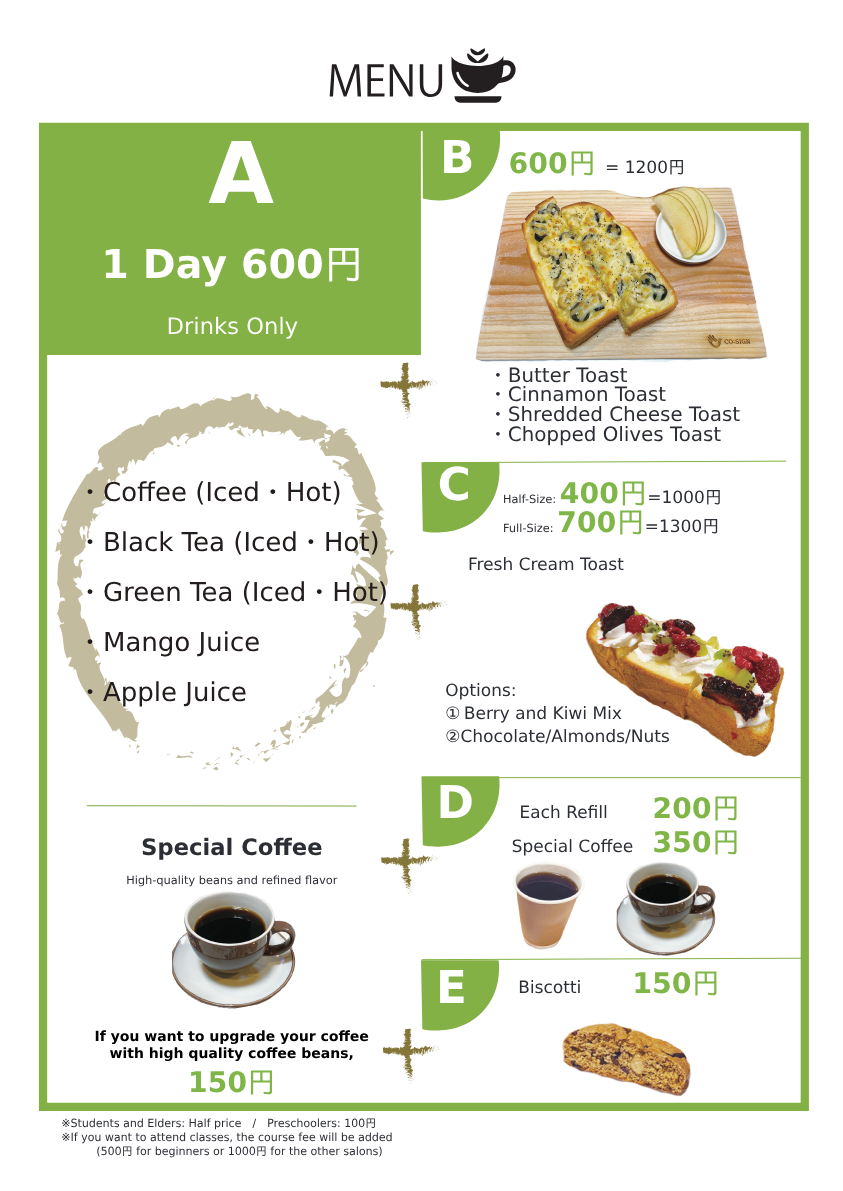 MENU
A
1 Day 600円
Drinks Only
・Coffee (Iced・Hot)
・Black Tea (Iced・Hot)
・Green Tea (Iced・Hot)
・Mango Juice
・Apple Juice
Special Coffee
High-quality beans and refined flavor
If you want to upgrade your coffee
with high quality coffee beans,
150円
B
600円 = 1200円
CO-SIGN
・Butter Toast
・Cinnamon Toast
・Shredded Cheese Toast
・Chopped Olives Toast
C
Half-Size: 400円=1000円
Full-Size: 700円=1300円
Fresh Cream Toast
Options:
① Berry and Kiwi Mix
②Chocolate/Almonds/Nuts
D
Each Refill 200円
Special Coffee 350円
E
Biscotti 150円
※Students and Elders: Half price / Preschoolers: 100円
※If you want to attend classes, the course fee will be added
(500円 for beginners or 1000円 for the other salons)